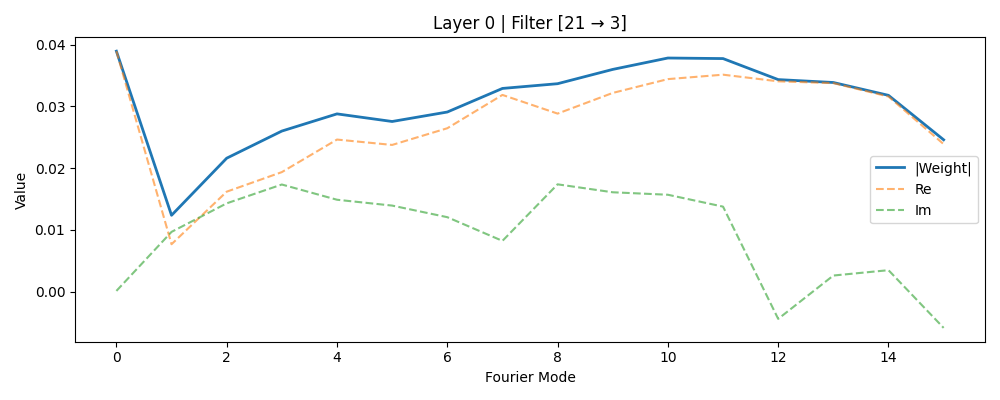 Layer 0 | Filter [21 → 3]
Value
0.04
0.03
0.02
0.01
0.00
|Weight|
Re
Im
0 2 4 6 8 10 12 14
Fourier Mode